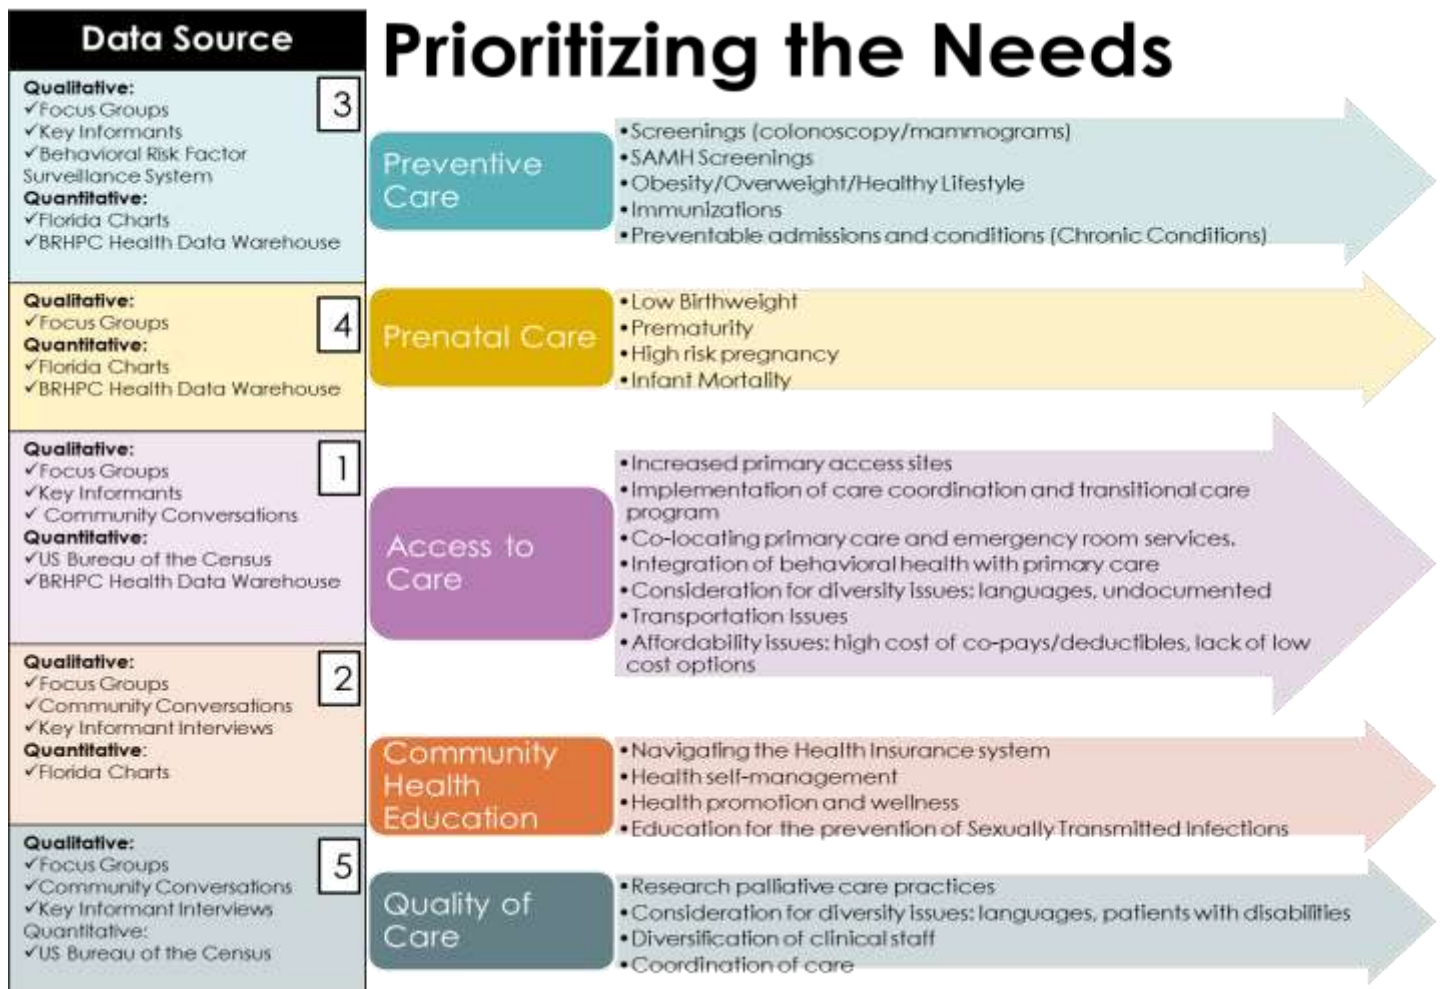 Data Source
Prioritizing the Needs
Qualitative:
3
✓Focus Groups
✓Key Informants
✓Behavioral Risk Factor
Surveillance System
Quantitative:
✓Florida Charts
✓BRHPC Health Data Warehouse
Preventive
Care
•Screenings (colonoscopy/mammograms)
•SAMH Screenings
•Obesity/Overweight/Healthy Lifestyle
•Immunizations
•Preventable admissions and conditions (Chronic Conditions)
Qualitative:
4
✓Focus Groups
Quantitative:
✓Florida Charts
✓BRHPC Health Data Warehouse
Prenatal Care
•Low Birthweight
•Prematurity
•High risk pregnancy
•Infant Mortality
Qualitative:
1
✓Focus Groups
✓Key Informants
✓ Community Conversations
Quantitative:
✓US Bureau of the Census
✓BRHPC Health Data Warehouse
Access to
Care
•Increased primary access sites
•Implementation of care coordination and transitional care
program
•Co-locating primary care and emergency room services.
•Integration of behavioral health with primary care
•Consideration for diversity issues: languages, undocumented
•Transportation Issues
•Affordability issues: high cost of co-pays/deductibles, lack of low
cost options
Qualitative:
2
✓Focus Groups
✓Community Conversations
✓Key Informant Interviews
Quantitative:
✓Florida Charts
Community
Health
Education
•Navigating the Health Insurance system
•Health self-management
•Health promotion and wellness
•Education for the prevention of Sexually Transmitted Infections
Qualitative:
5
✓Focus Groups
✓Community Conversations
✓Key Informant Interviews
Quantitative:
✓US Bureau of the Census
Quality of
Care
•Research palliative care practices
•Consideration for diversity issues: languages, patients with disabilities
•Diversification of clinical staff
•Coordination of care